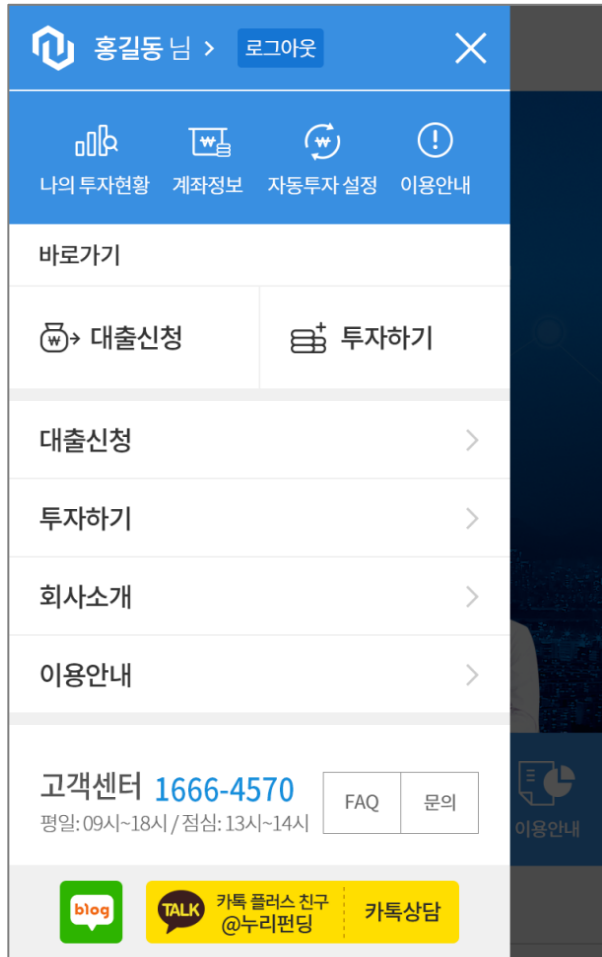 홍길동 님 > 로그아웃
나의 투자현황 계좌정보 자동투자 설정 이용안내
바로가기
대출신청 투자하기
대출신청
투자하기
회사소개
이용안내
고객센터 1666-4570
평일: 09시~18시 / 점심: 13시~14시
FAQ 문의
이용안내
blog
TALK 카톡 플러스 친구
@누리펀딩
카톡상담